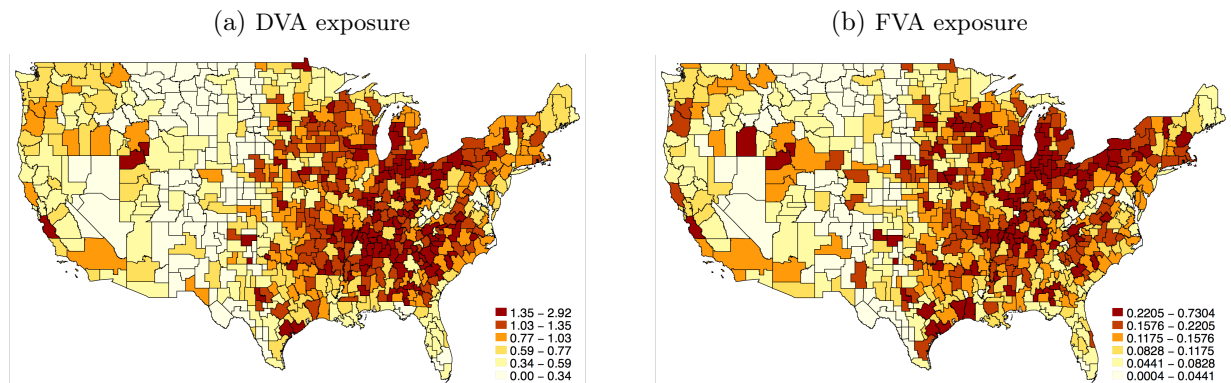 (a) DVA exposure
(b) FVA exposure
1.35 – 2.92
1.03 – 1.35
0.77 – 1.03
0.59 – 0.77
0.34 – 0.59
0.00 – 0.34
0.2205 – 0.7304
0.1576 – 0.2205
0.1175 – 0.1576
0.0828 – 0.1175
0.0441 – 0.0828
0.0004 – 0.0441